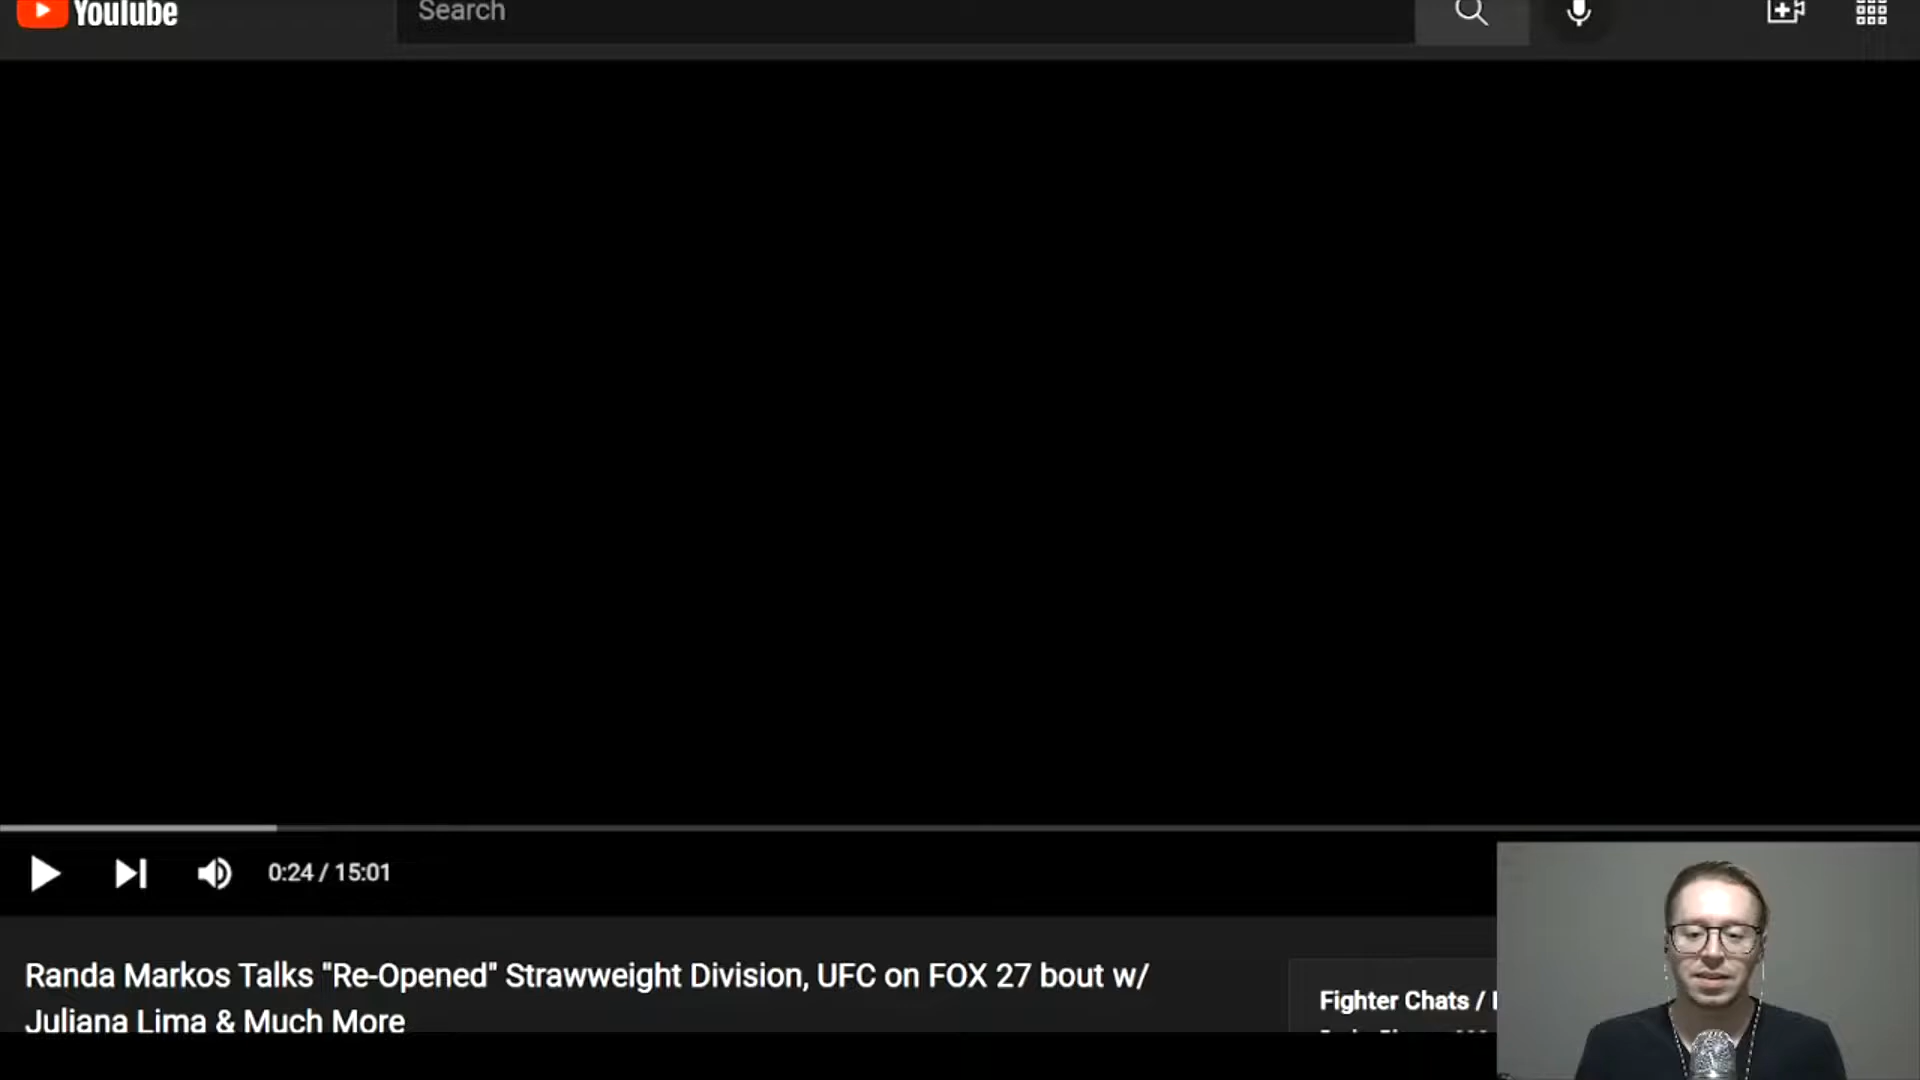 YouTube
Search
0:24 / 15:01
Randa Markos Talks "Re-Opened" Strawweight Division, UFC on FOX 27 bout w/
Juliana Lima & Much More
Fighter Chats /